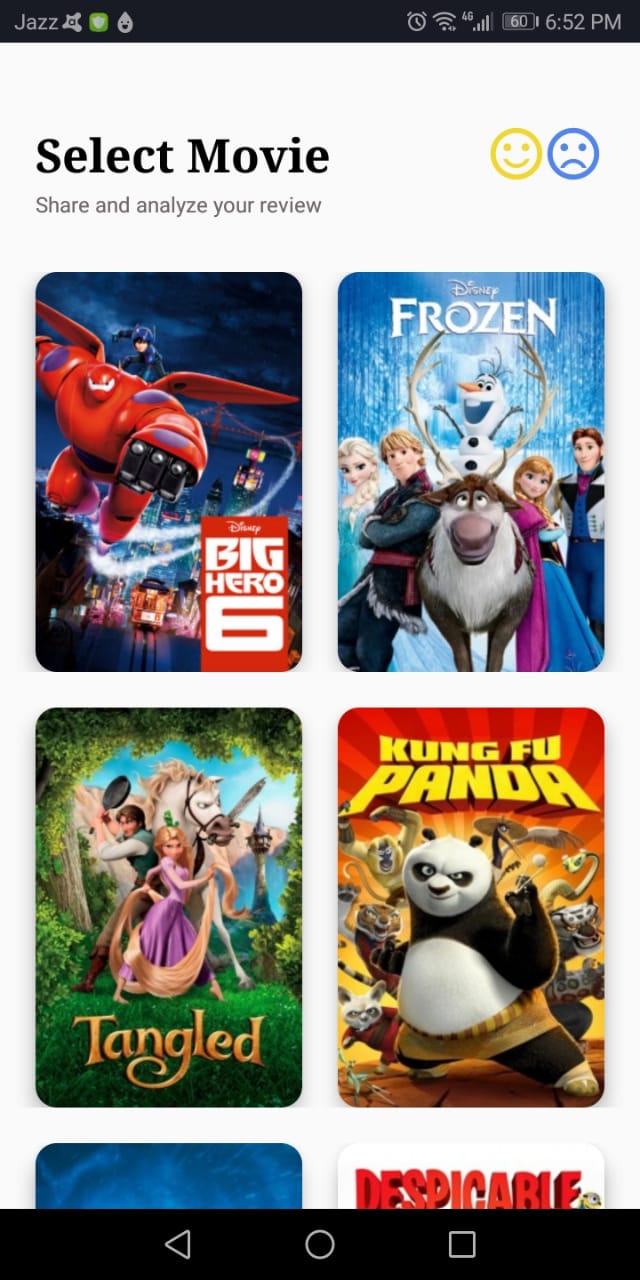 Jazz 4G 60 6:52 PM
Select Movie
Share and analyze your review
Disney
BIG
HERO
6
Disney
FROZEN
Tangled
KUNG FU
PANDA
DESPICABLE